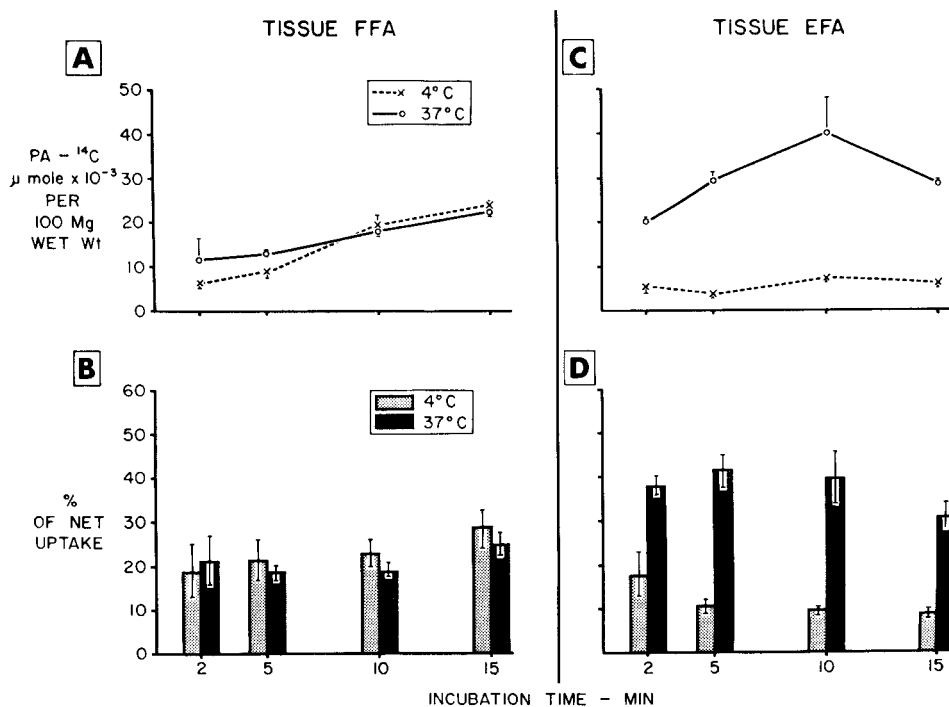 TISSUE FFA
TISSUE EFA
A
C
50
40
30
20
10
0
4°C
37°C
PA - ¹⁴C
μ mole x 10⁻³
PER
100 Mg
WET Wt
B
D
60
50
40
30
20
10
0
4°C
37°C
%
OF NET
UPTAKE
2 5 10 15
2 5 10 15
INCUBATION TIME - MIN